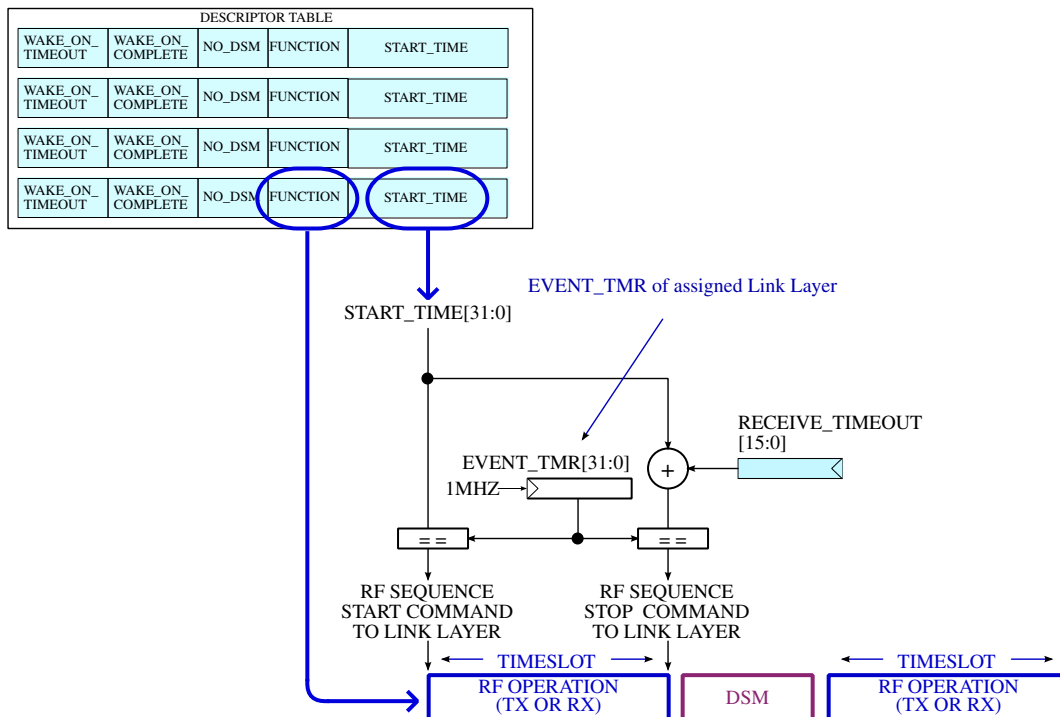 DESCRIPTOR TABLE
WAKE_ON_ WAKE_ON_ NO_DSM FUNCTION START_TIME
TIMEOUT COMPLETE
WAKE_ON_ WAKE_ON_ NO_DSM FUNCTION START_TIME
TIMEOUT COMPLETE
WAKE_ON_ WAKE_ON_ NO_DSM FUNCTION START_TIME
TIMEOUT COMPLETE
WAKE_ON_ WAKE_ON_ NO_DSM FUNCTION START_TIME
TIMEOUT COMPLETE
EVENT_TMR of assigned Link Layer
START_TIME[31:0]
RECEIVE_TIMEOUT
[15:0]
EVENT_TMR[31:0]
+
1MHZ
= = = =
RF SEQUENCE
START COMMAND
TO LINK LAYER
RF SEQUENCE
STOP COMMAND
TO LINK LAYER
TIMESLOT TIMESLOT
RF OPERATION
(TX OR RX)
DSM
RF OPERATION
(TX OR RX)